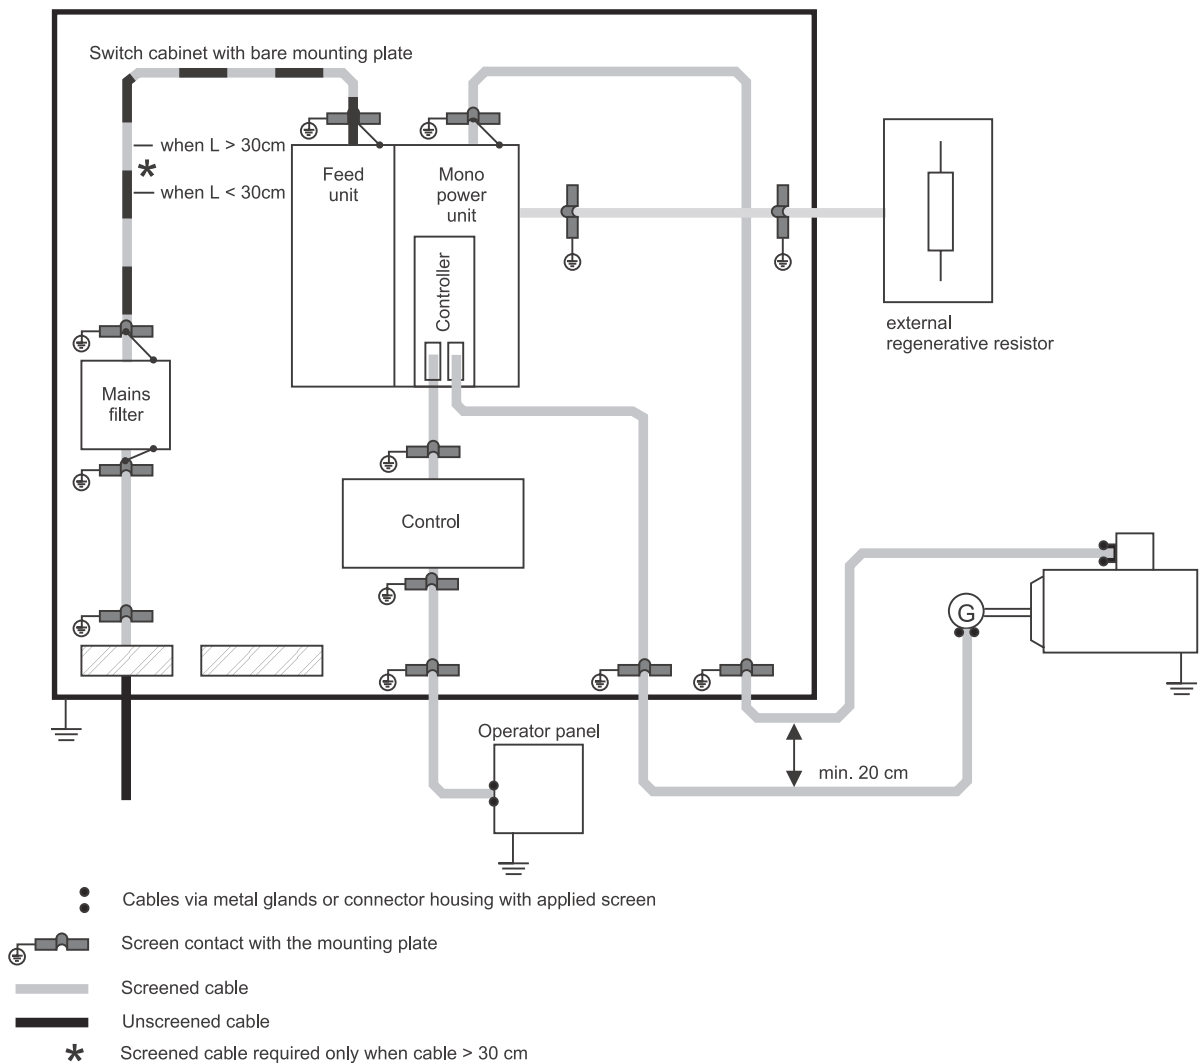 Switch cabinet with bare mounting plate
when L > 30cm
*
when L < 30cm
Feed
unit
Mono
power
unit
Controller
external
regenerative resistor
Mains
filter
Control
G
Operator panel
min. 20 cm
Cables via metal glands or connector housing with applied screen
Screen contact with the mounting plate
Screened cable
Unscreened cable
* Screened cable required only when cable > 30 cm